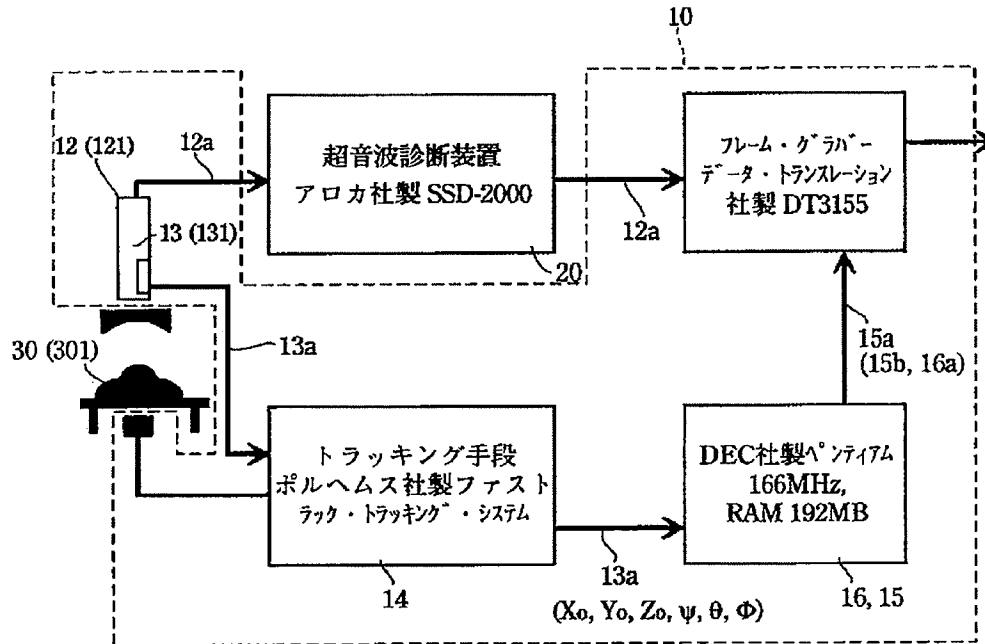 10
12 (121)
12a
13 (131)
超音波診断装置
アロカ社製 SSD-2000
20
12a
フレーム・グラバー
データ・トランスレーション
社製 DT3155
30 (301)
13a
15a
(15b, 16a)
トラッキング手段
ポルヘムス社製ファスト
ラック・トラッキング・システム
14
13a
(Xo, Yo, Zo, ψ, θ, Φ)
DEC社製ペンティアム
166MHz,
RAM 192MB
16, 15